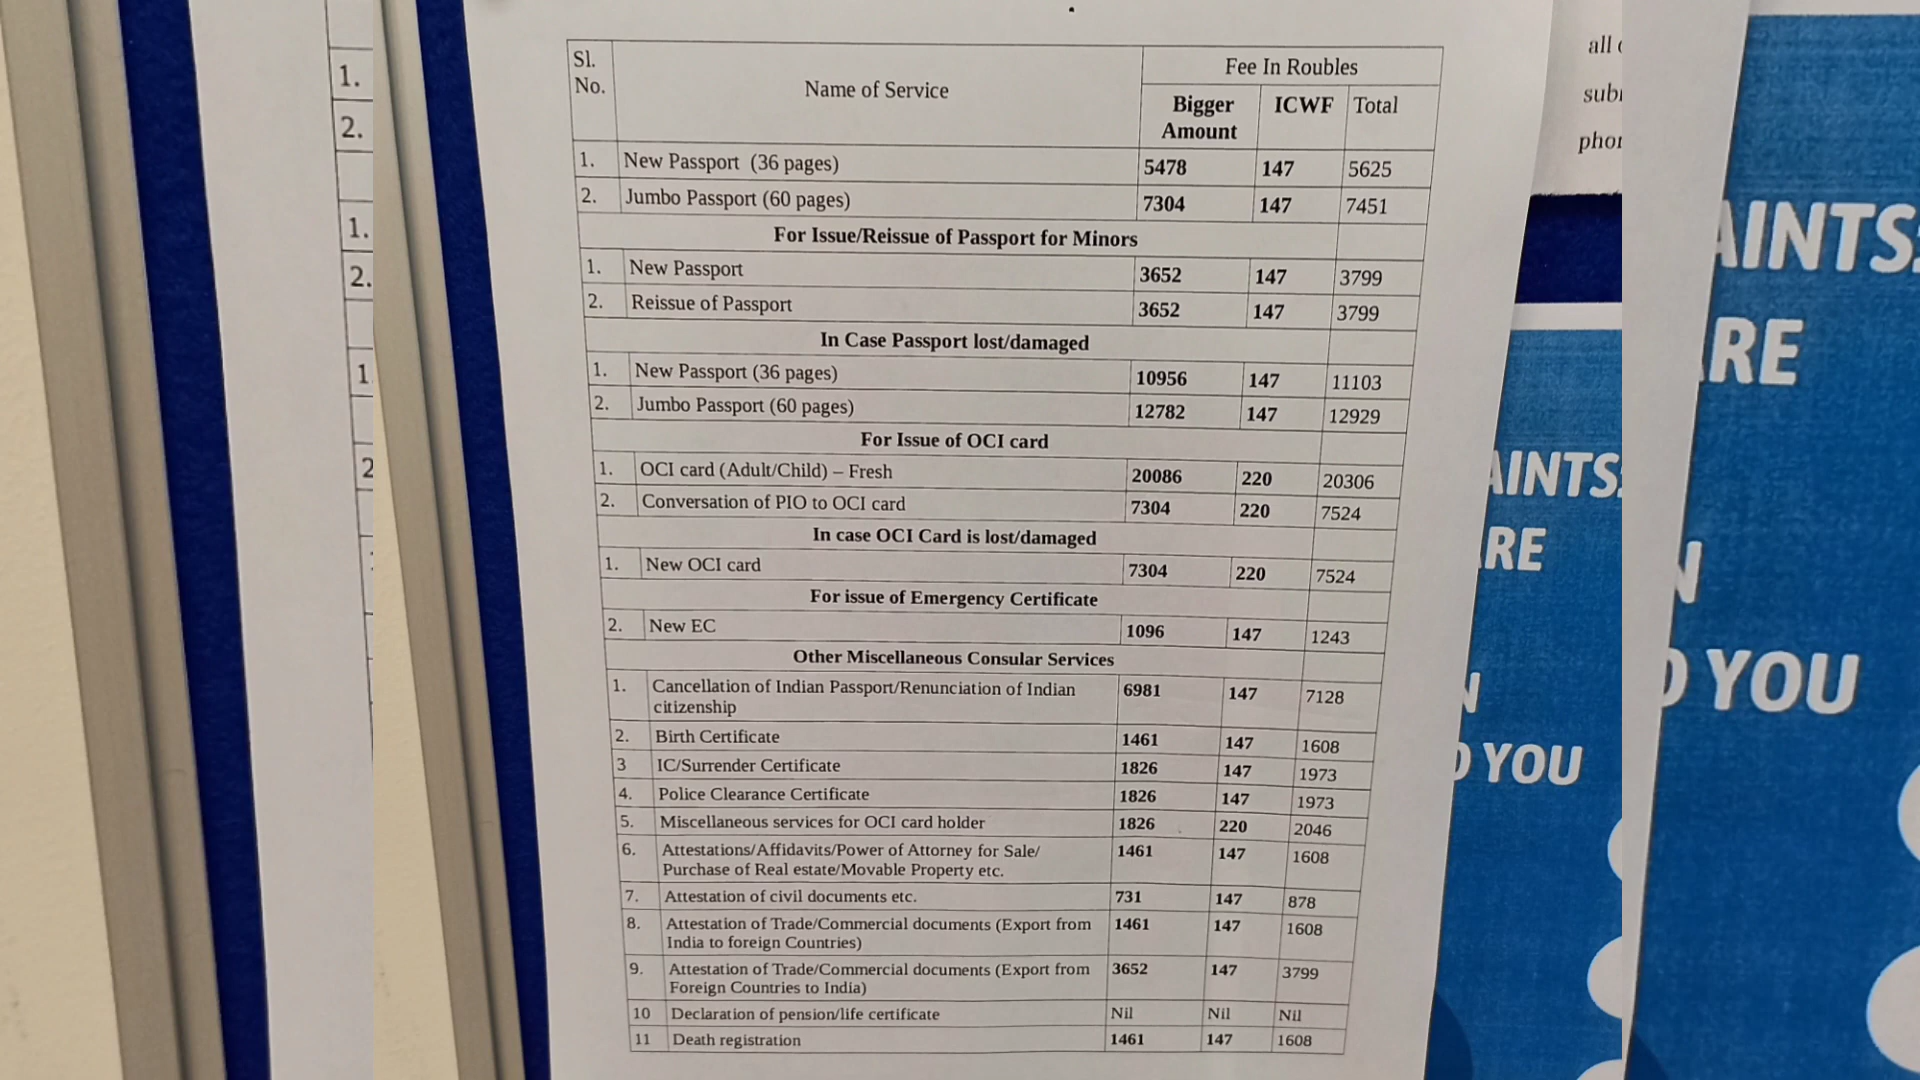 Sl. No. Name of Service Fee In Roubles
Bigger Amount ICWF Total
1. New Passport (36 pages) 5478 147 5625
2. Jumbo Passport (60 pages) 7304 147 7451
For Issue/Reissue of Passport for Minors
1. New Passport 3652 147 3799
2. Reissue of Passport 3652 147 3799
In Case Passport lost/damaged
1. New Passport (36 pages) 10956 147 11103
2. Jumbo Passport (60 pages) 12782 147 12929
For Issue of OCI card
1. OCI card (Adult/Child) – Fresh 20086 220 20306
2. Conversation of PIO to OCI card 7304 220 7524
In case OCI Card is lost/damaged
1. New OCI card 7304 220 7524
For issue of Emergency Certificate
2. New EC 1096 147 1243
Other Miscellaneous Consular Services
1. Cancellation of Indian Passport/Renunciation of Indian 6981 147 7128
citizenship
2. Birth Certificate 1461 147 1608
3 IC/Surrender Certificate 1826 147 1973
4. Police Clearance Certificate 1826 147 1973
5. Miscellaneous services for OCI card holder 1826 220 2046
6. Attestations/Affidavits/Power of Attorney for Sale/ 1461 147 1608
Purchase of Real estate/Movable Property etc.
7. Attestation of civil documents etc. 731 147 878
8. Attestation of Trade/Commercial documents (Export from 1461 147 1608
India to foreign Countries)
9. Attestation of Trade/Commercial documents (Export from 3652 147 3799
Foreign Countries to India)
10 Declaration of pension/life certificate Nil Nil Nil
11 Death registration 1461 147 1608
1.
2.
1.
2.
1
2
all
YOU
YOU